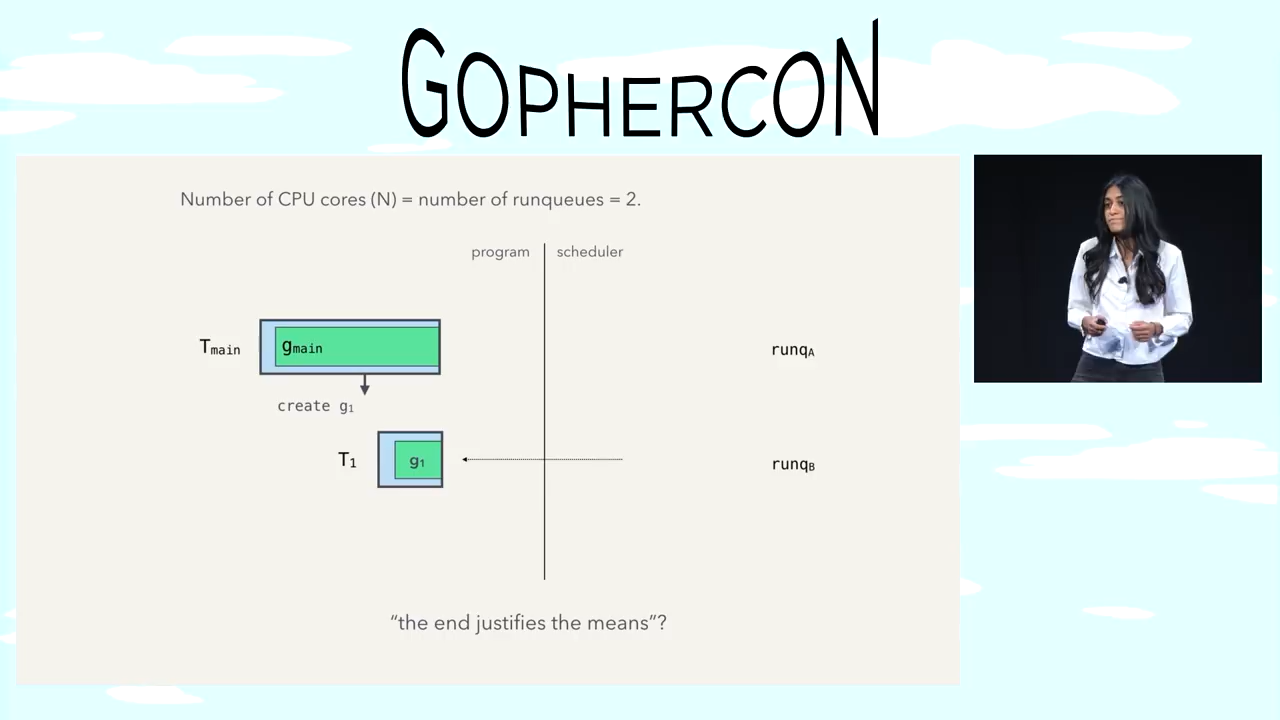 GOPHERCON
Number of CPU cores (N) = number of runqueues = 2.
program
scheduler
Tmain
gmain
runqA
create g1
T1
g1
runqB
"the end justifies the means"?